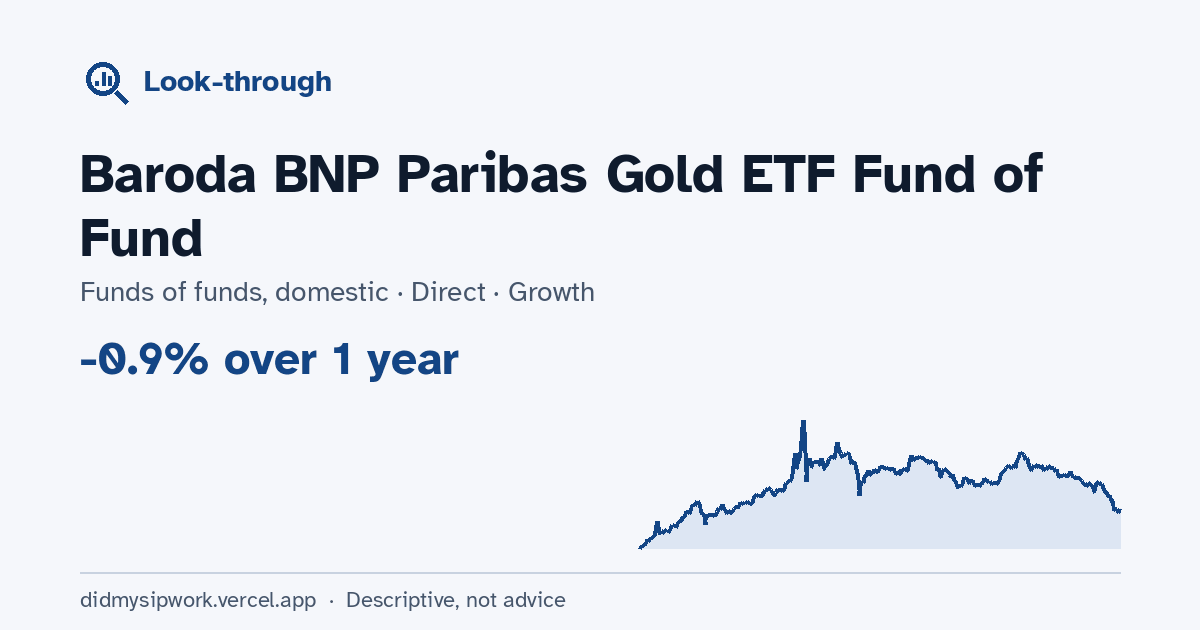 Look-through
Baroda BNP Paribas Gold ETF Fund of
Fund
Funds of funds, domestic · Direct · Growth
-0.9% over 1 year
didmysipwork.vercel.app · Descriptive, not advice